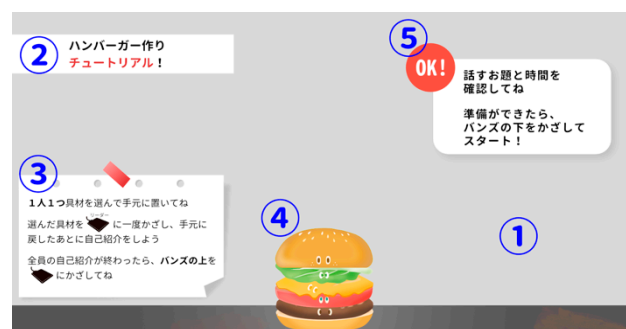 ②
ハンバーガー作り
チュートリアル！
⑤
OK!
話すお題と時間を
確認してね
準備ができたら、
バンズの下をかざして
スタート！
③
1人1つ具材を選んで手元に置いてね
リーダー
選んだ具材を に一度かざし、手元に
戻したあとに自己紹介をしよう
全員の自己紹介が終わったら、バンズの上を
にかざしてね
④
①